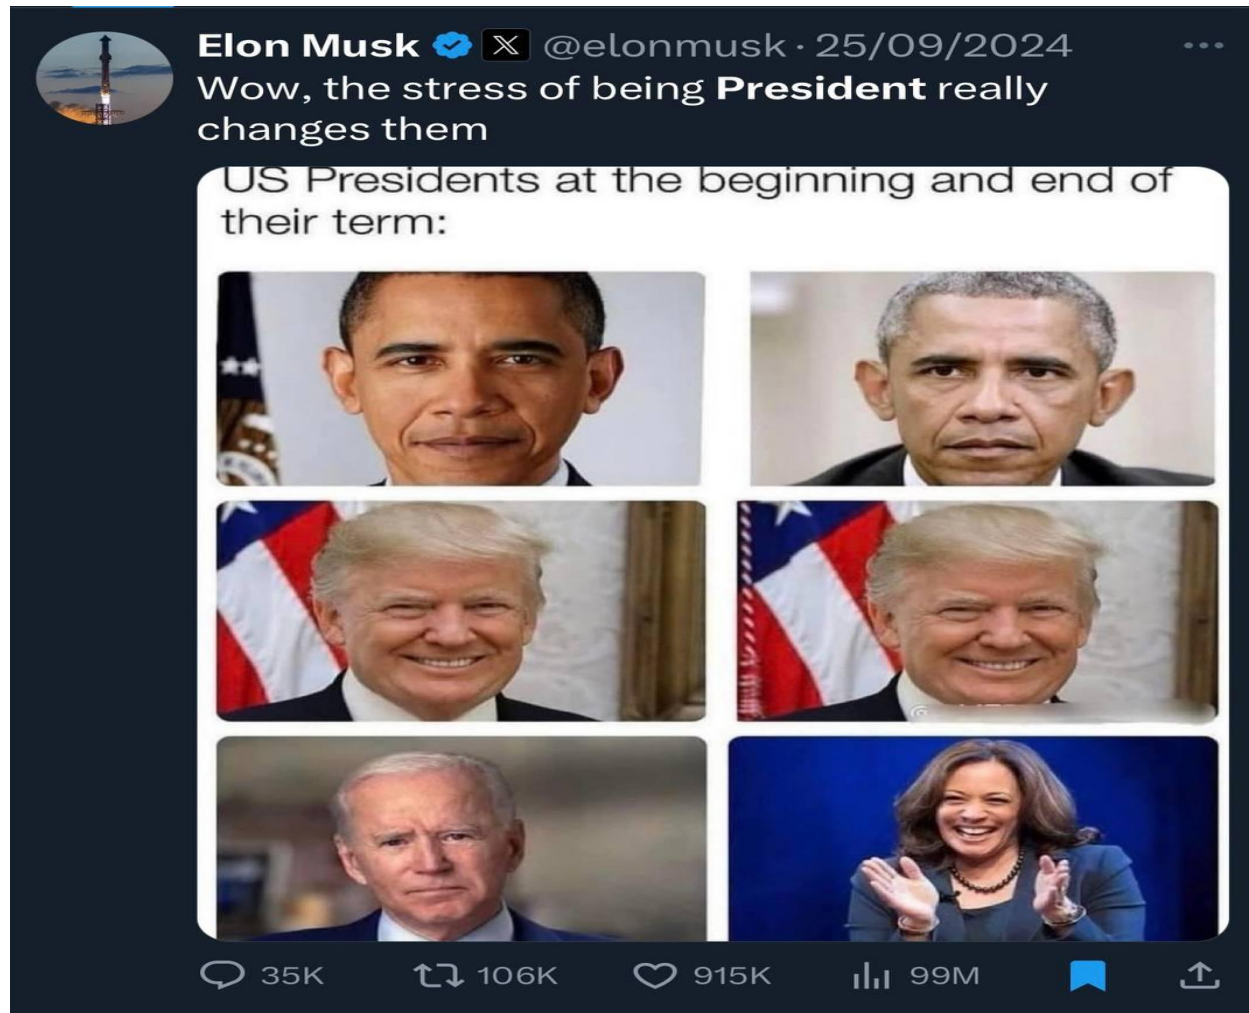 Elon Musk X @elonmusk · 25/09/2024
Wow, the stress of being President really
changes them
US Presidents at the beginning and end of
their term:
35K 106K 915K 99M